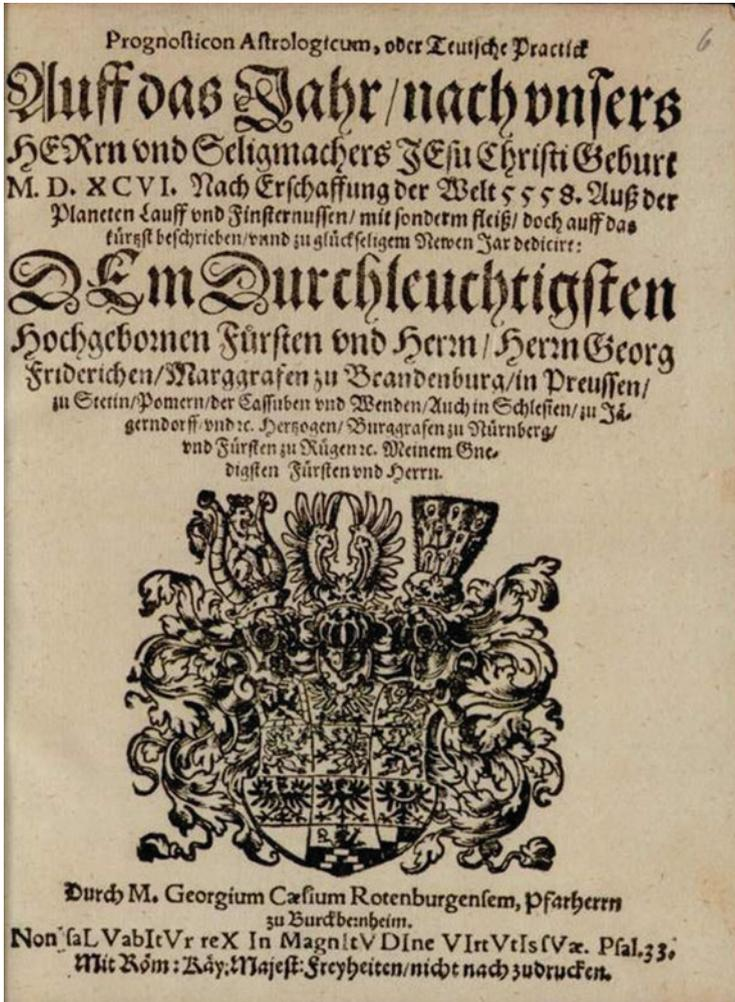 6
Prognosticon Astrologicum, oder Teutsche Practick
Auff das Jahr/ nach vnsers
HERrn vnd Seligmachers JEsu Christi Geburt
M. D. XCVI. Nach Erschaffung der Welt 5558. Auß der
Planeten Lauff vnd Finsternussen/ mit sonderm fleiß/ doch auff das
kürtzst beschrieben/ vnnd zu glückseligem Newen Jar dedicirt:
DEm Durchleuchtigsten
Hochgebornen Fürsten vnd Herrn/ Herrn Georg
Friderichen/ Marggrafen zu Brandenburg/ in Preussen/
zu Stetin/ Pomern/ der Cassuben vnd Wenden/ Auch in Schlesien/ zu Jä-
gerndorff/ vnd ꝛc. Hertzogen/ Burggrafen zu Nürnberg/
vnd Fürsten zu Rügen ꝛc. Meinem Gne-
digsten Fürsten vnd Herrn.
Durch M. Georgium Cæsium Rotenburgensem, Pfarherrn
zu Burckbernheim.
Non saLVabItVr reX In MagnItVDIne VIrtVtIs sVæ. Psal. 33.
Mit Röm: Käy: Majest: Freyheiten/ nicht nach zudrucken.